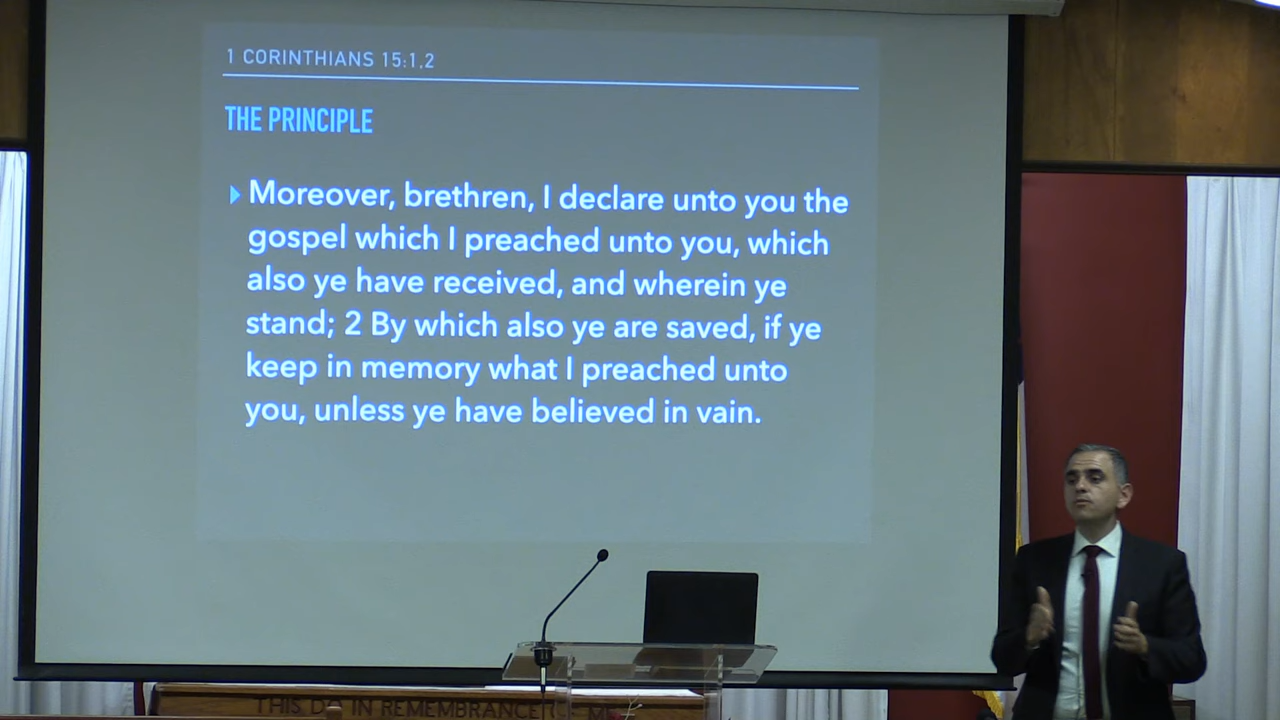 1 CORINTHIANS 15:1,2
THE PRINCIPLE
Moreover, brethren, I declare unto you the
gospel which I preached unto you, which
also ye have received, and wherein ye
stand; 2 By which also ye are saved, if ye
keep in memory what I preached unto
you, unless ye have believed in vain.
THIS DO IN REMEMBRANCE OF ME